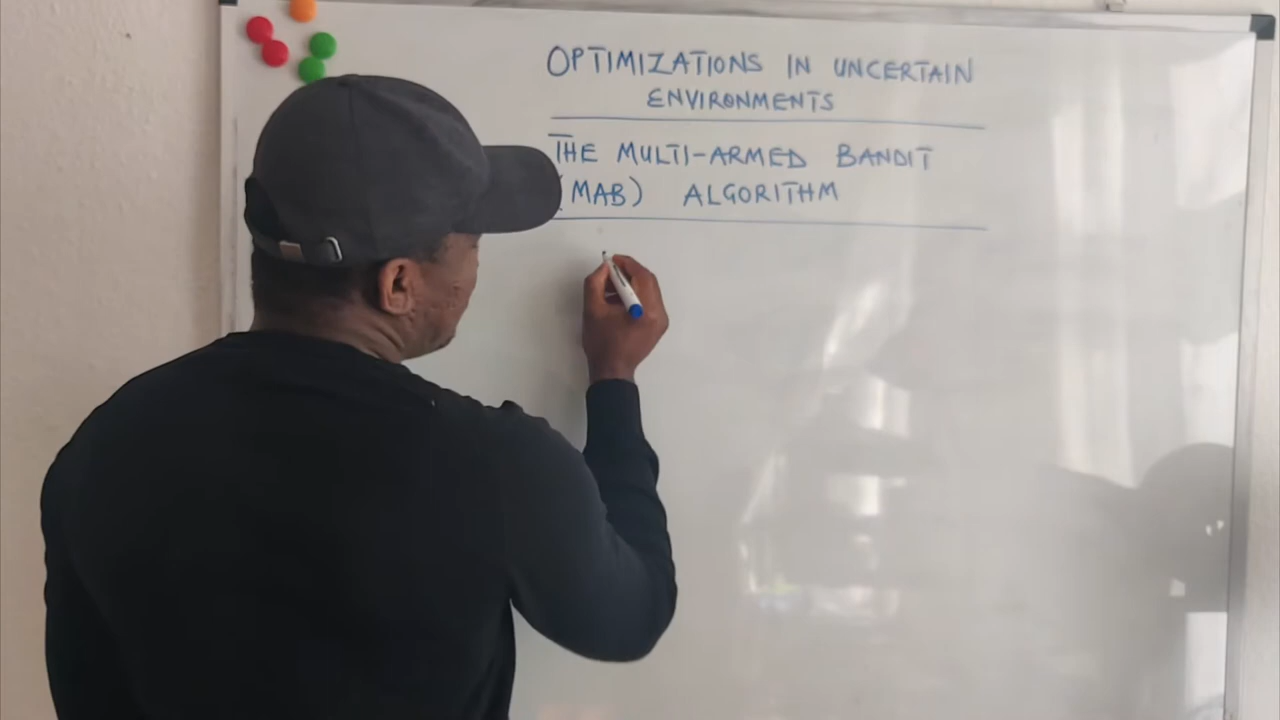 OPTIMIZATIONS IN UNCERTAIN
ENVIRONMENTS
THE MULTI-ARMED BANDIT
(MAB) ALGORITHM